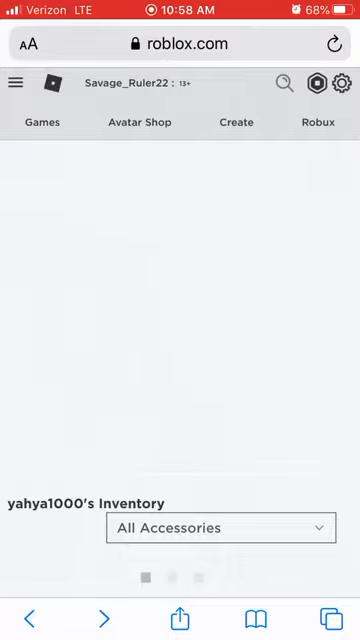 Verizon LTE 10:58 AM 68%
AA roblox.com
Savage_Ruler22 : 13+
Games Avatar Shop Create Robux
yahya1000's Inventory
All Accessories